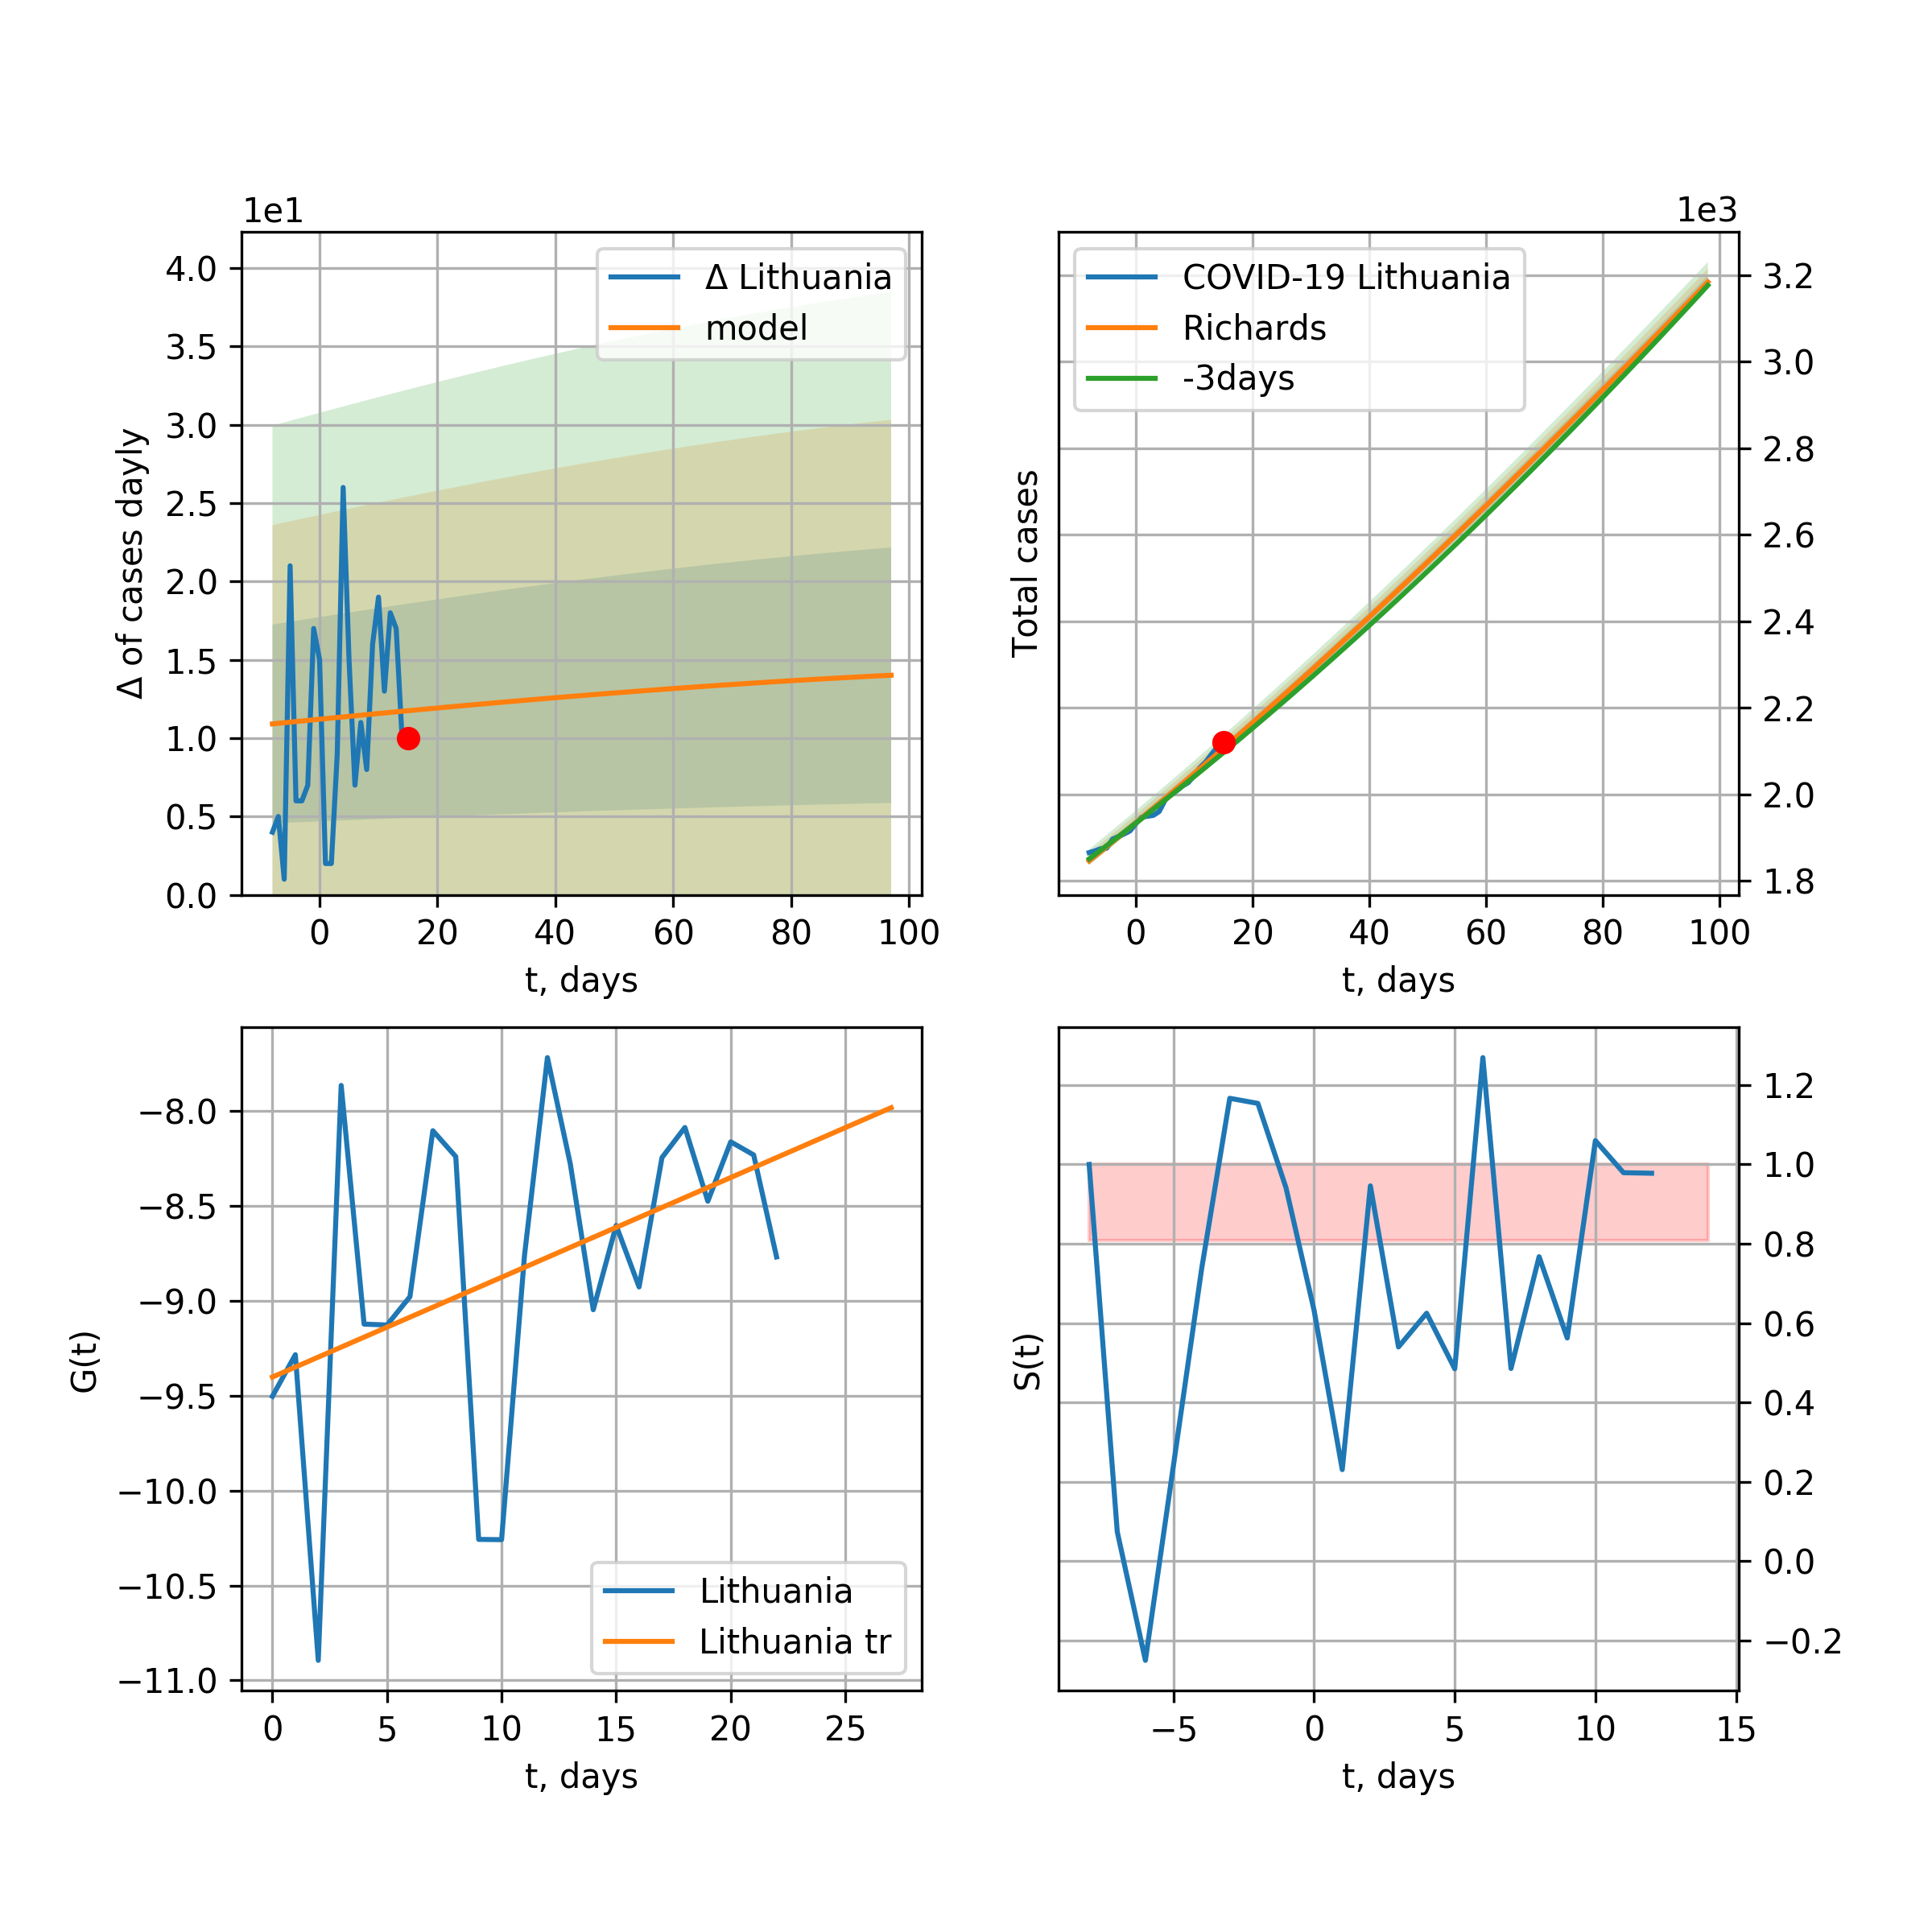 1e1
Δ of cases dayly
4.0
3.5
3.0
2.5
2.0
1.5
1.0
0.5
0.0
Δ Lithuania
model
0 20 40 60 80 100
t, days
1e3
Total cases
COVID-19 Lithuania
Richards
-3days
3.2
3.0
2.8
2.6
2.4
2.2
2.0
1.8
0 20 40 60 80 100
t, days
G(t)
−8.0
−8.5
−9.0
−9.5
−10.0
−10.5
−11.0
Lithuania
Lithuania tr
0 5 10 15 20 25
t, days
S(t)
1.2
1.0
0.8
0.6
0.4
0.2
0.0
−0.2
−5 0 5 10 15
t, days